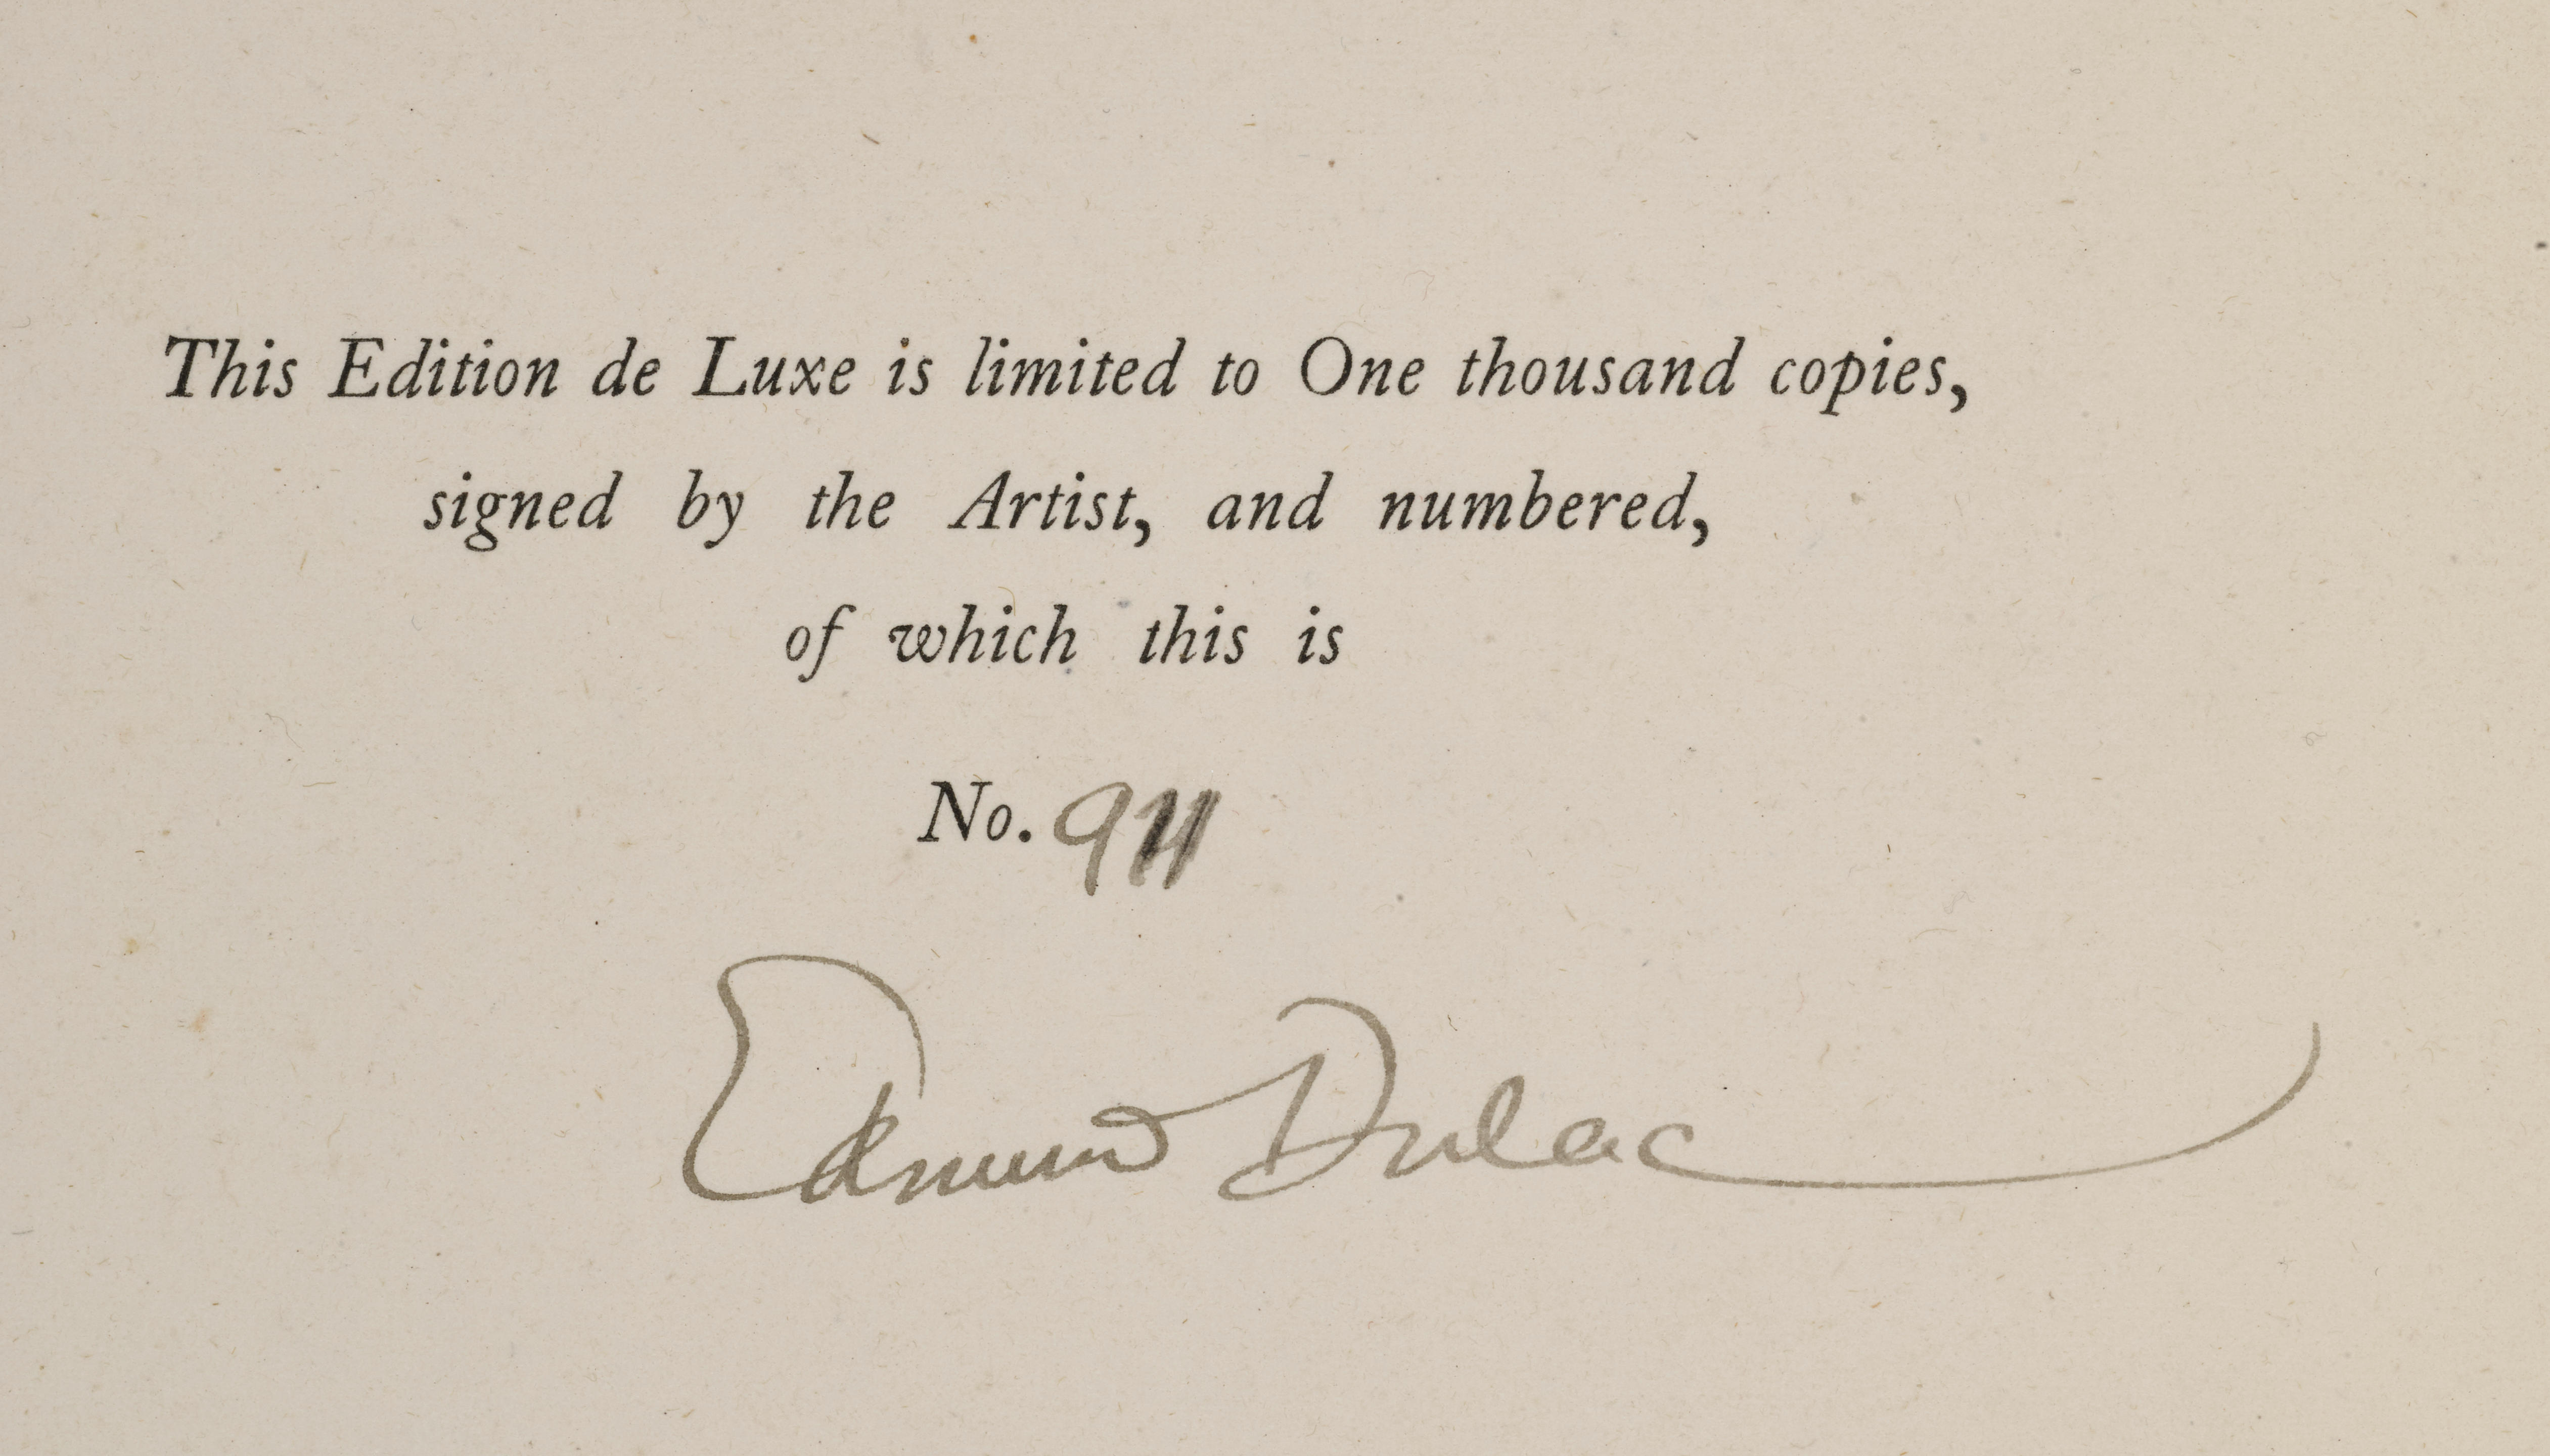 This Edition de Luxe is limited to One thousand copies,
signed by the Artist, and numbered,
of which this is
No. 911
Edmund Dulac